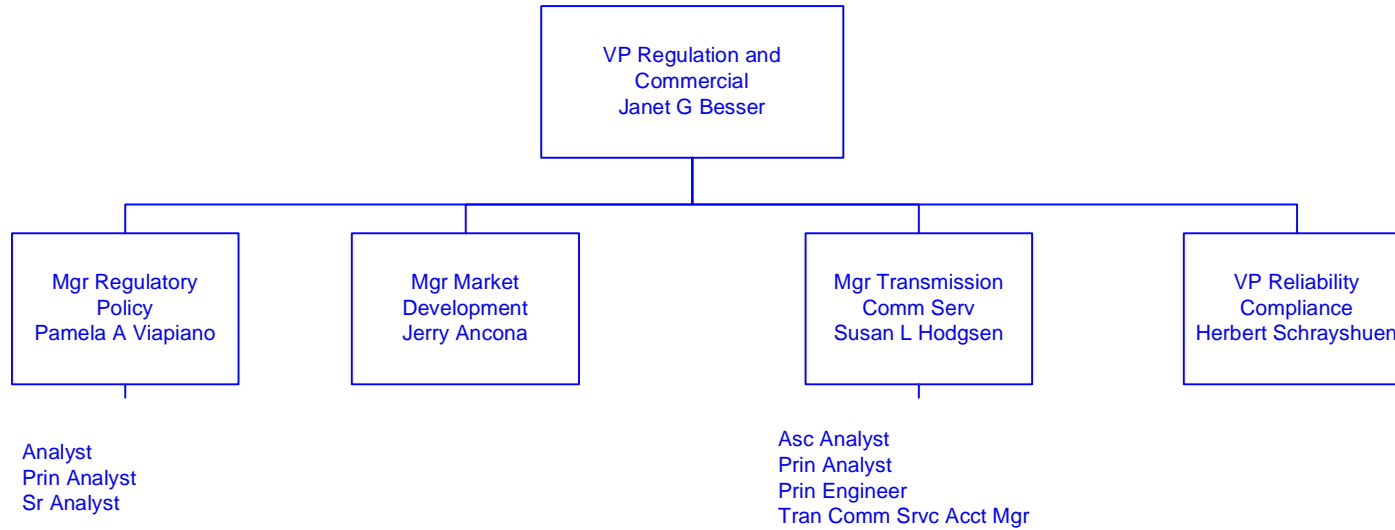 VP Regulation and
Commercial
Janet G Besser
Mgr Regulatory
Policy
Pamela A Viapiano
Mgr Market
Development
Jerry Ancona
Mgr Transmission
Comm Serv
Susan L Hodgsen
VP Reliability
Compliance
Herbert Schrayshuen
Analyst
Prin Analyst
Sr Analyst
Asc Analyst
Prin Analyst
Prin Engineer
Tran Comm Srvc Acct Mgr